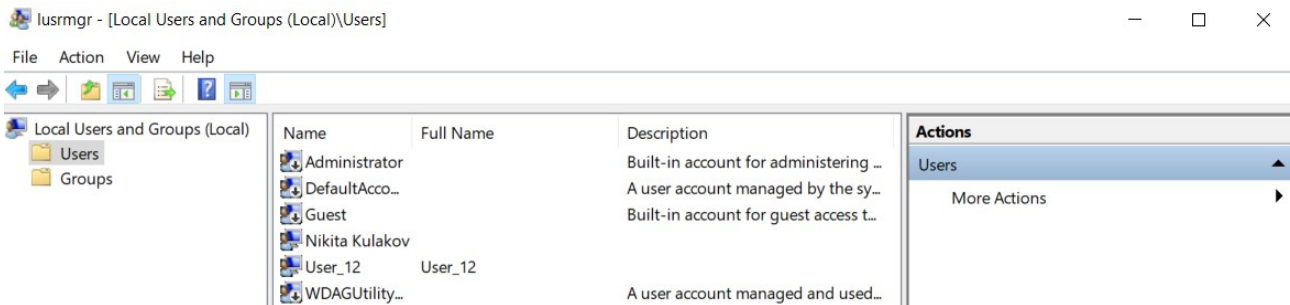 lusrmgr - [Local Users and Groups (Local)\Users]
File Action View Help
Local Users and Groups (Local)
Users
Groups
Name Full Name Description
Administrator Built-in account for administering ...
DefaultAcco... A user account managed by the sy...
Guest Built-in account for guest access t...
Nikita Kulakov
User_12 User_12
WDAGUtility... A user account managed and used...
Actions
Users
More Actions